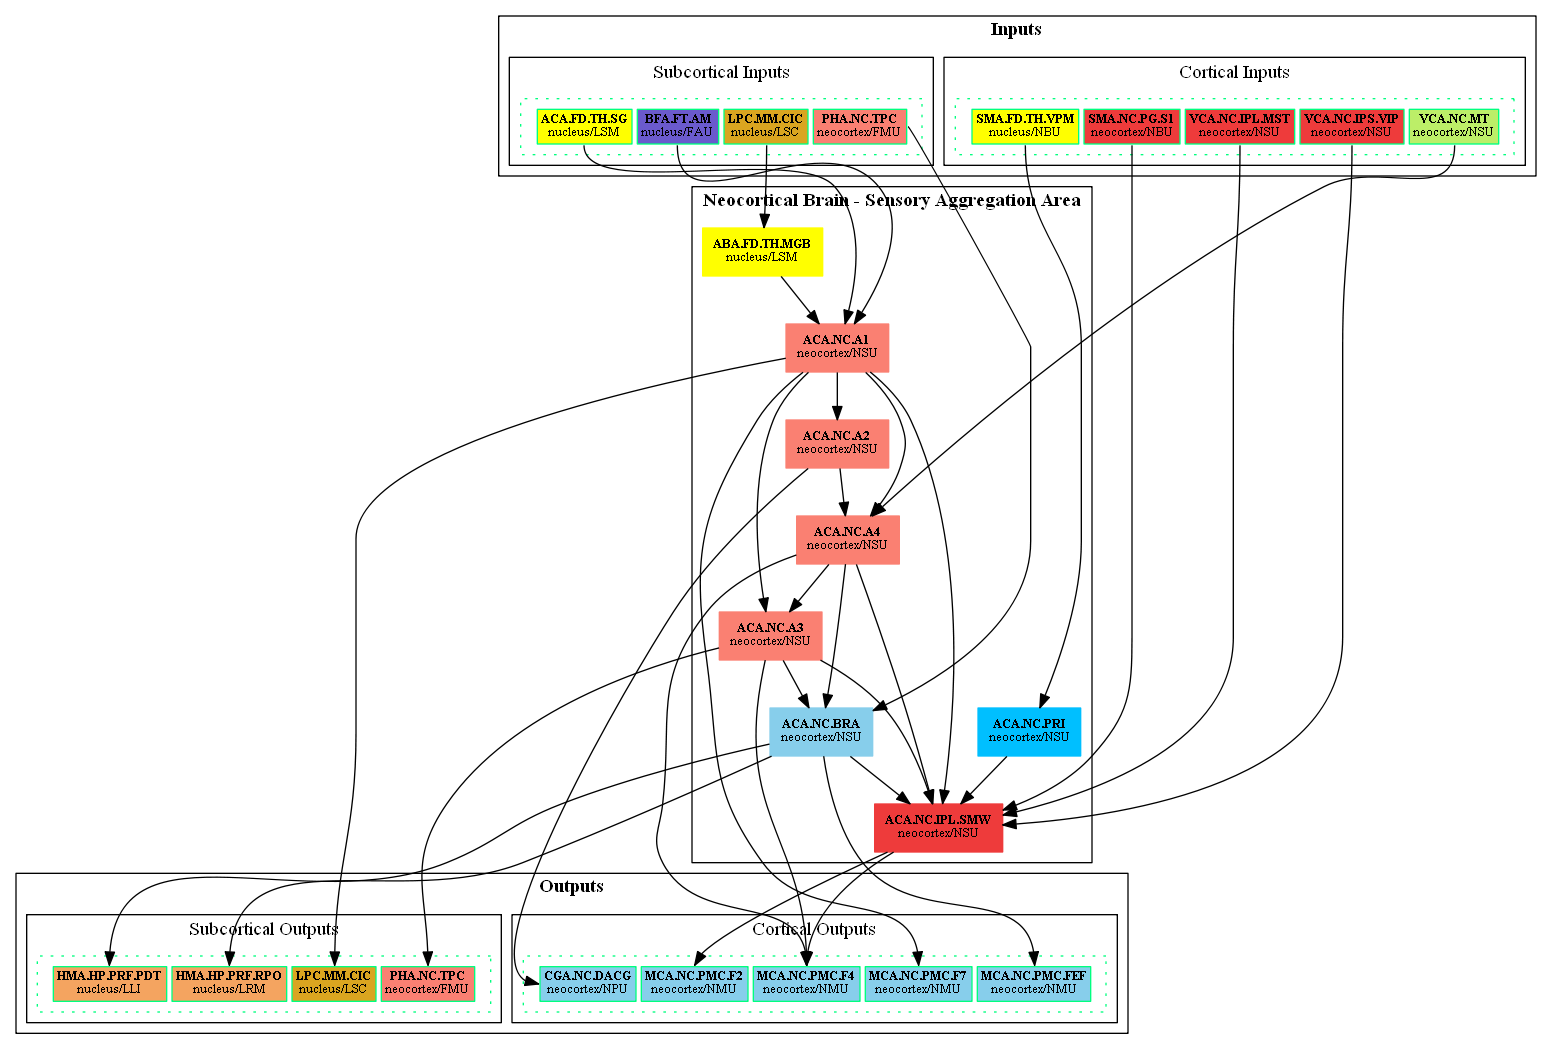 Inputs
Subcortical Inputs
Cortical Inputs
ACA.FD.TH.SG
nucleus/LSM
BFA.FT.AM
nucleus/FAU
LPC.MM.CIC
nucleus/LSC
PHA.NC.TPC
neocortex/FMU
SMA.FD.TH.VPM
nucleus/NBU
SMA.NC.PG.S1
neocortex/NBU
VCA.NC.IPL.MST
neocortex/NSU
VCA.NC.IPS.VIP
neocortex/NSU
VCA.NC.MT
neocortex/NSU
Neocortical Brain - Sensory Aggregation Area
ABA.FD.TH.MGB
nucleus/LSM
ACA.NC.A1
neocortex/NSU
ACA.NC.A2
neocortex/NSU
ACA.NC.A4
neocortex/NSU
ACA.NC.A3
neocortex/NSU
ACA.NC.BRA
neocortex/NSU
ACA.NC.PRI
neocortex/NSU
ACA.NC.IPL.SMW
neocortex/NSU
Outputs
Subcortical Outputs
Cortical Outputs
HMA.HP.PRF.PDT
nucleus/LLI
HMA.HP.PRF.RPO
nucleus/LRM
LPC.MM.CIC
nucleus/LSC
PHA.NC.TPC
neocortex/FMU
CGA.NC.DACG
neocortex/NPU
MCA.NC.PMC.F2
neocortex/NMU
MCA.NC.PMC.F4
neocortex/NMU
MCA.NC.PMC.F7
neocortex/NMU
MCA.NC.PMC.FEF
neocortex/NMU